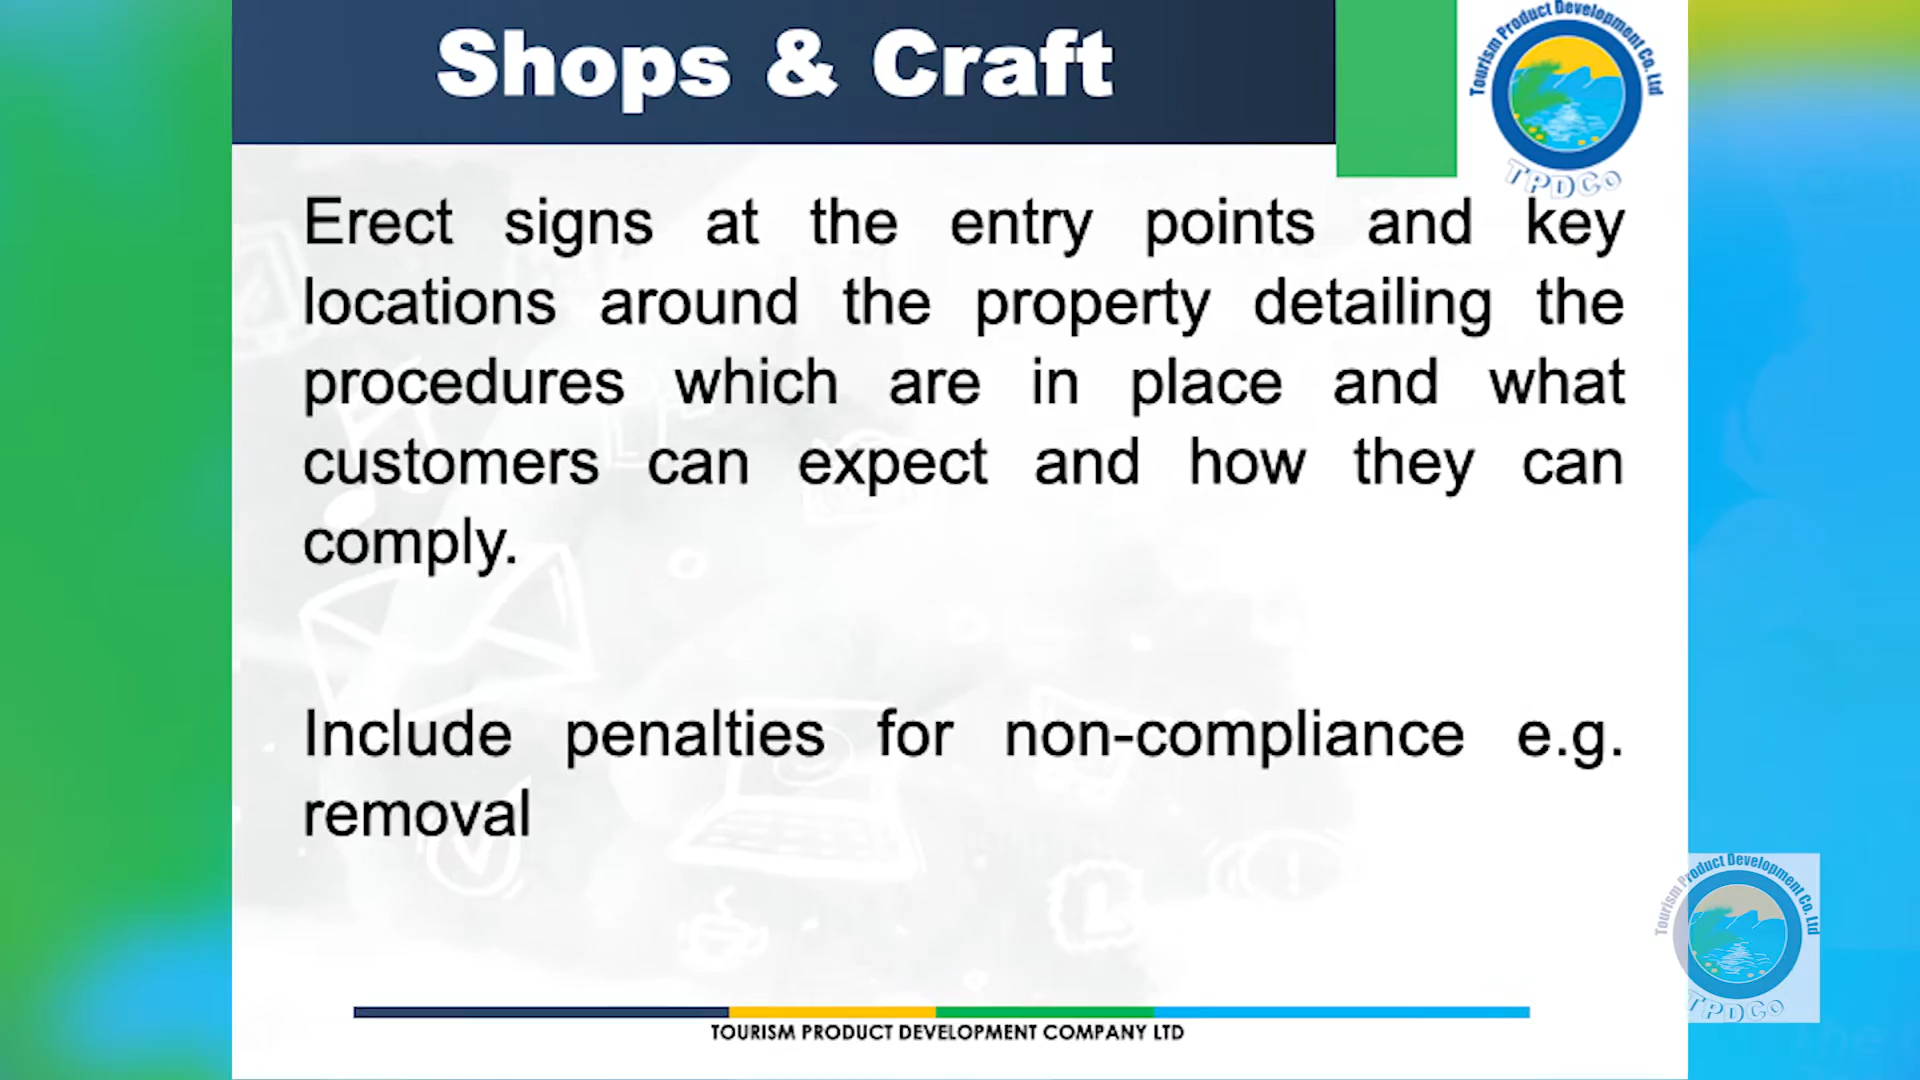 Shops & Craft
Tourism Product Development Co. Ltd
TPDCo
Erect signs at the entry points and key
locations around the property detailing the
procedures which are in place and what
customers can expect and how they can
comply.
Include penalties for non-compliance e.g.
removal
Tourism Product Development Co. Ltd
TPDCo
TOURISM PRODUCT DEVELOPMENT COMPANY LTD